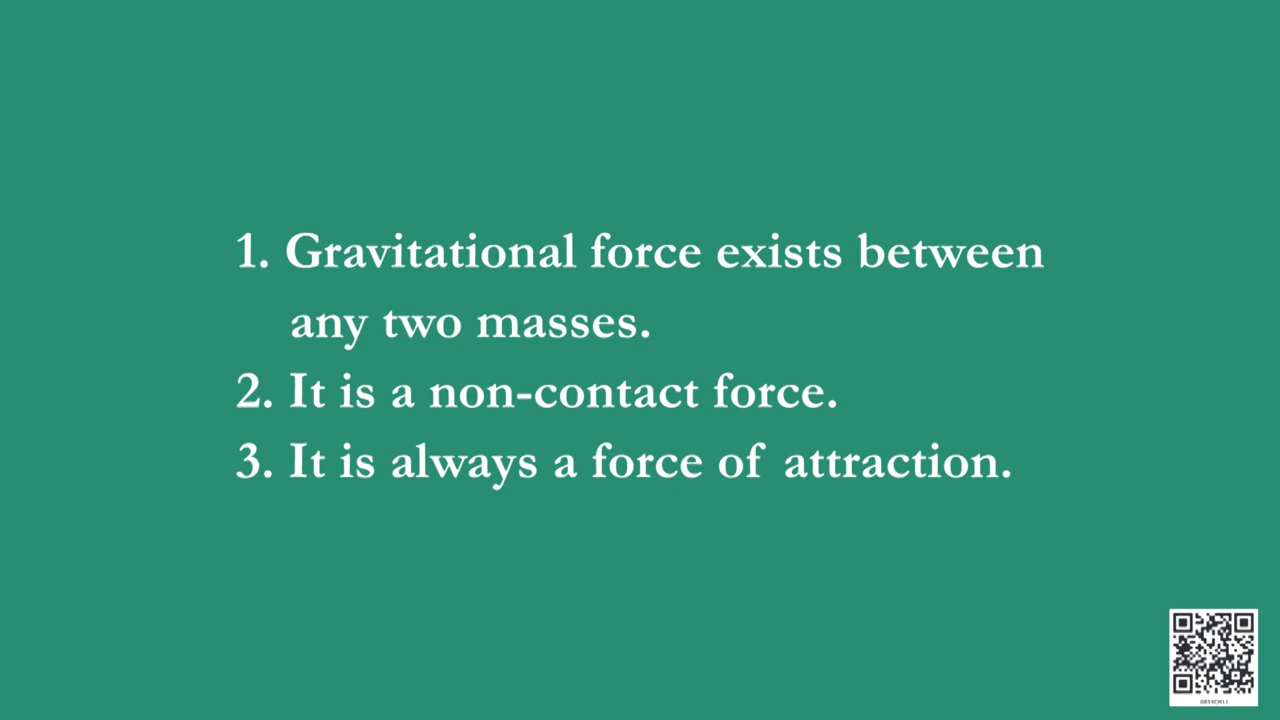 1. Gravitational force exists between
any two masses.
2. It is a non-contact force.
3. It is always a force of attraction.